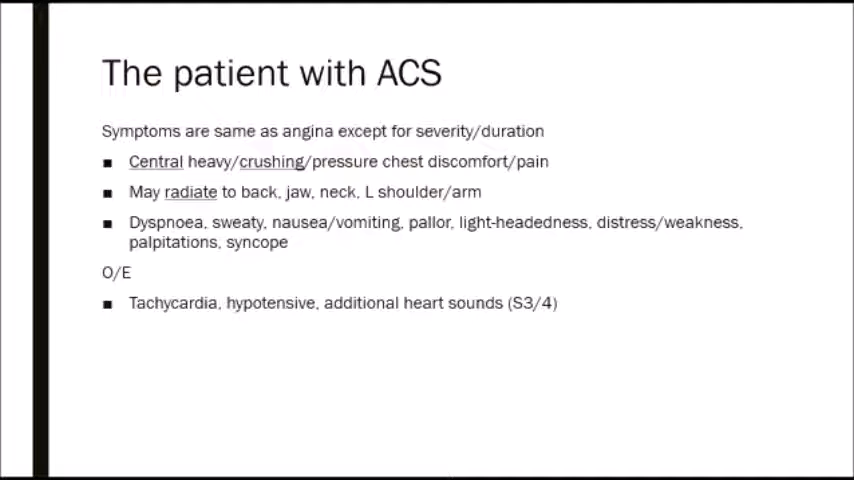 The patient with ACS
Symptoms are same as angina except for severity/duration
■ Central heavy/crushing/pressure chest discomfort/pain
■ May radiate to back, jaw, neck, L shoulder/arm
■ Dyspnoea, sweaty, nausea/vomiting, pallor, light-headedness, distress/weakness,
palpitations, syncope
O/E
■ Tachycardia, hypotensive, additional heart sounds (S3/4)